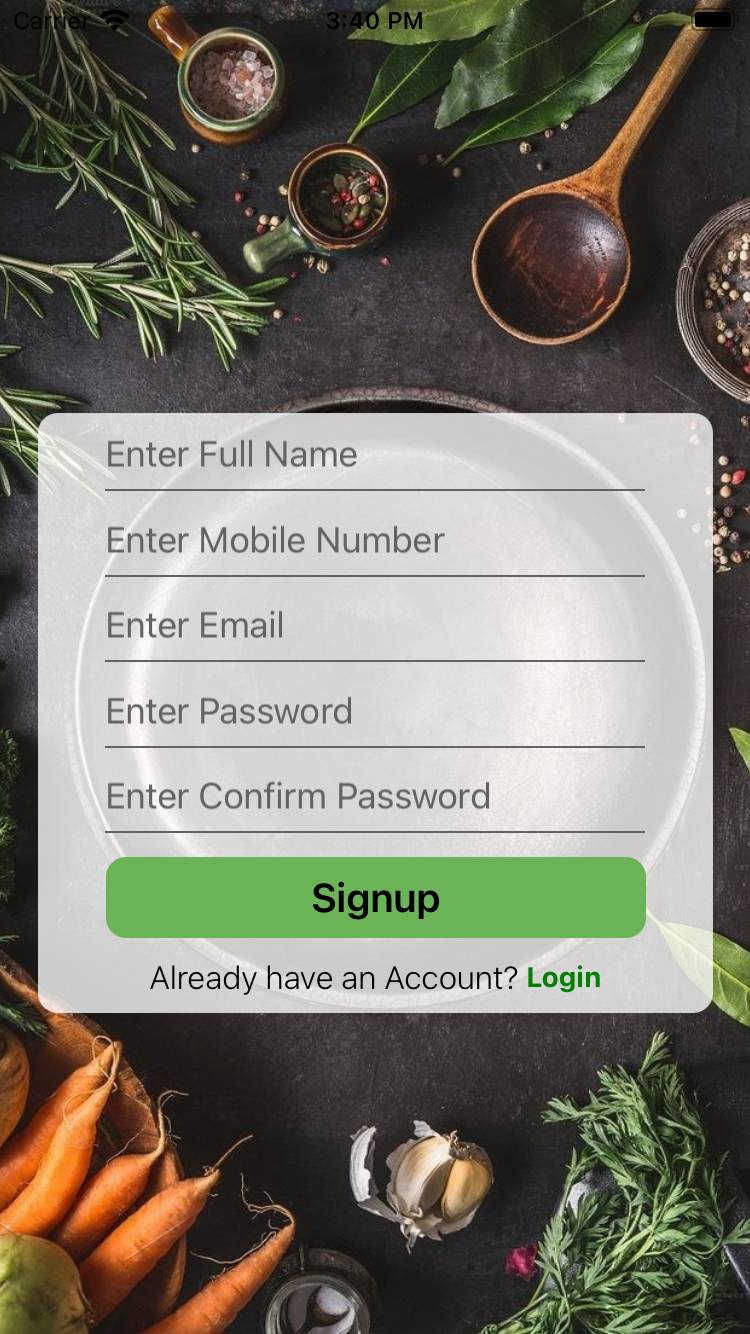 Carrier 3:40 PM
Enter Full Name
Enter Mobile Number
Enter Email
Enter Password
Enter Confirm Password
Signup
Already have an Account? Login